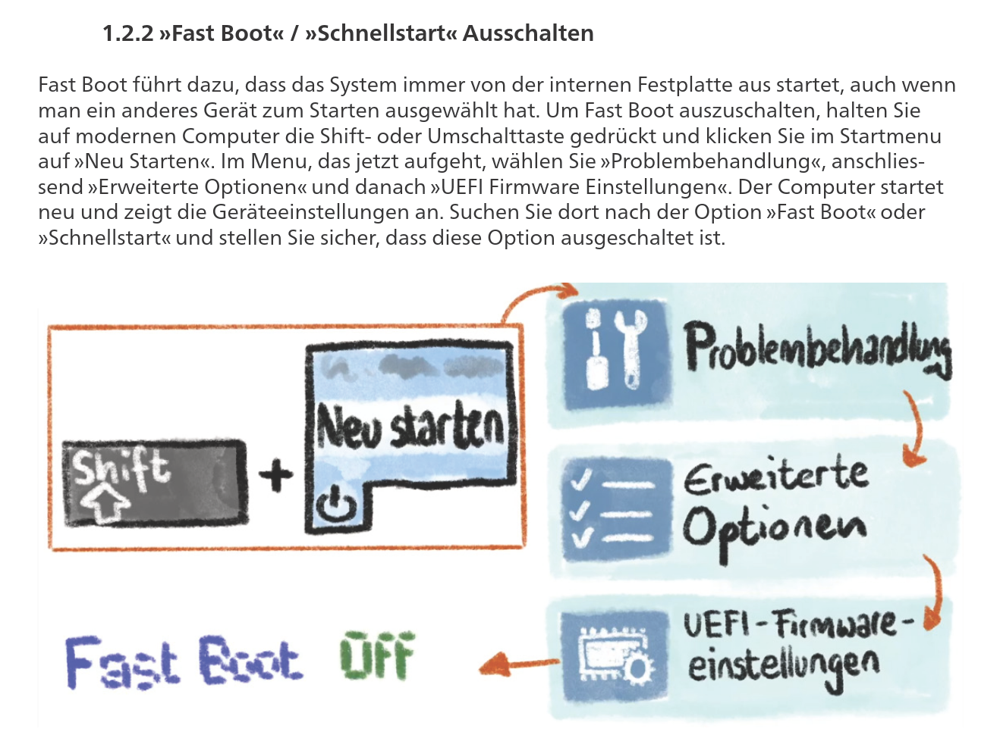 1.2.2 »Fast Boot« / »Schnellstart« Ausschalten
Fast Boot führt dazu, dass das System immer von der internen Festplatte aus startet, auch wenn
man ein anderes Gerät zum Starten ausgewählt hat. Um Fast Boot auszuschalten, halten Sie
auf modernen Computer die Shift- oder Umschalttaste gedrückt und klicken Sie im Startmenu
auf »Neu Starten«. Im Menu, das jetzt aufgeht, wählen Sie »Problembehandlung«, anschlies-
send »Erweiterte Optionen« und danach »UEFI Firmware Einstellungen«. Der Computer startet
neu und zeigt die Geräteeinstellungen an. Suchen Sie dort nach der Option »Fast Boot« oder
»Schnellstart« und stellen Sie sicher, dass diese Option ausgeschaltet ist.
Shift
+
Neu starten
Problembehandlung
Erweiterte
Optionen
UEFI-Firmware-
einstellungen
Fast Boot Off